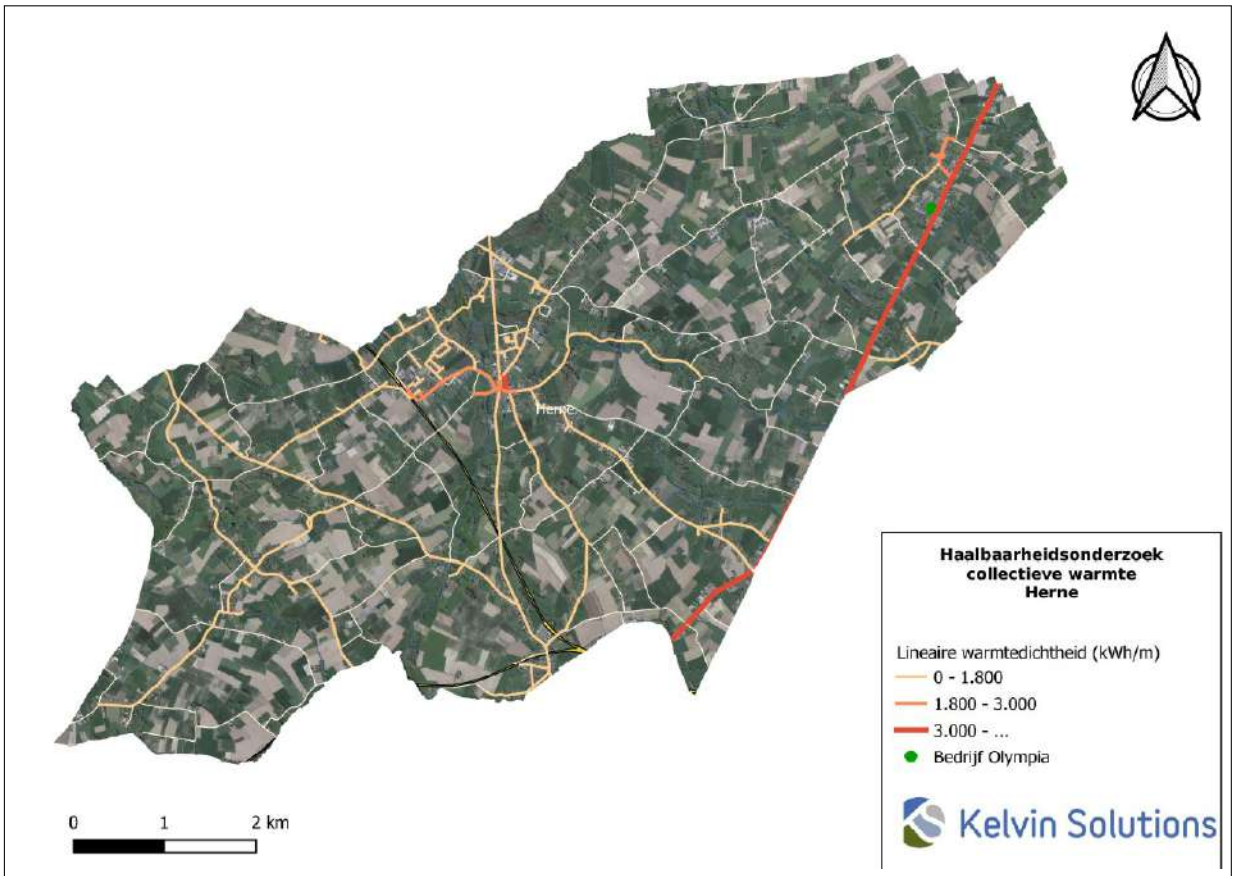 Herne
Haalbaarheidsonderzoek
collectieve warmte
Herne
Lineaire warmtedichtheid (kWh/m)
0 - 1.800
1.800 - 3.000
3.000 - ...
Bedrijf Olympia
Kelvin Solutions
0 1 2 km